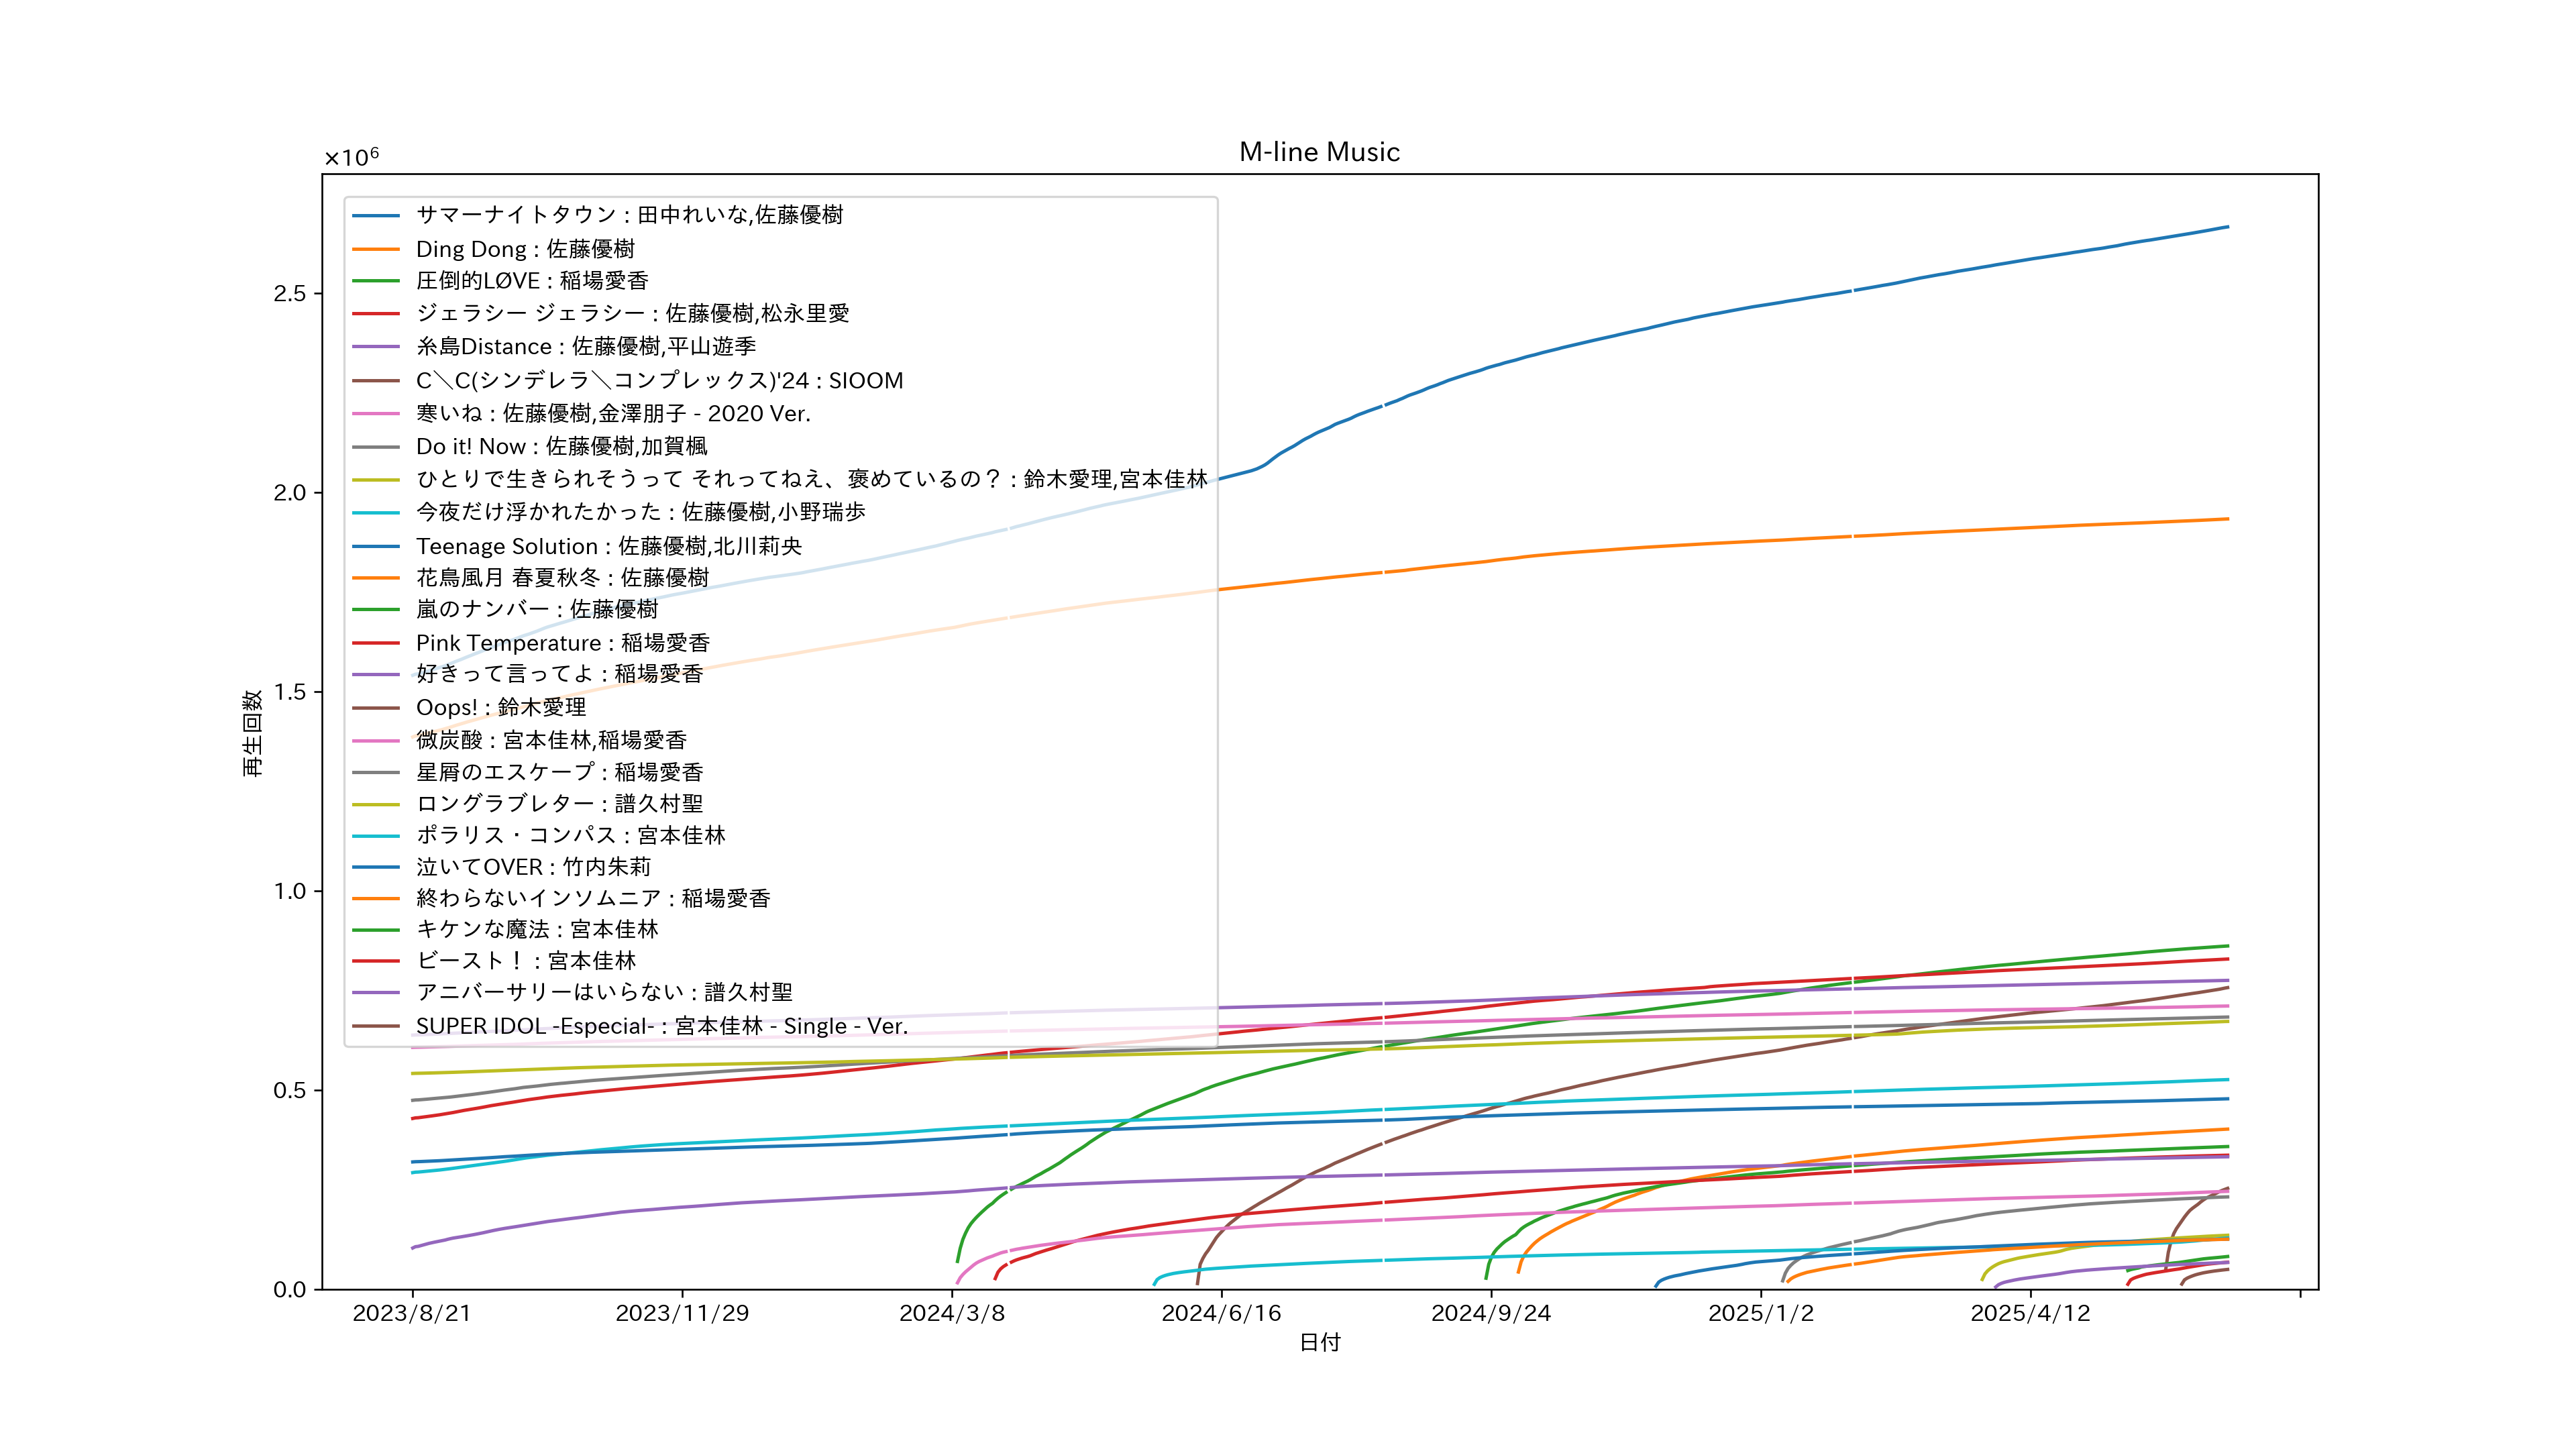 M-line Music
×10⁶
サマーナイトタウン : 田中れいな,佐藤優樹
Ding Dong : 佐藤優樹
圧倒的LØVE : 稲場愛香
ジェラシー ジェラシー : 佐藤優樹,松永里愛
糸島Distance : 佐藤優樹,平山遊季
C＼C(シンデレラ＼コンプレックス)'24 : SIOOM
寒いね : 佐藤優樹,金澤朋子 - 2020 Ver.
Do it! Now : 佐藤優樹,加賀楓
ひとりで生きられそうって それってねえ、褒めているの？ : 鈴木愛理,宮本佳林
今夜だけ浮かれたかった : 佐藤優樹,小野瑞歩
Teenage Solution : 佐藤優樹,北川莉央
花鳥風月 春夏秋冬 : 佐藤優樹
嵐のナンバー : 佐藤優樹
Pink Temperature : 稲場愛香
好きって言ってよ : 稲場愛香
Oops! : 鈴木愛理
微炭酸 : 宮本佳林,稲場愛香
星屑のエスケープ : 稲場愛香
ロングラブレター : 譜久村聖
ポラリス・コンパス : 宮本佳林
泣いてOVER : 竹内朱莉
終わらないインソムニア : 稲場愛香
キケンな魔法 : 宮本佳林
ビースト！ : 宮本佳林
アニバーサリーはいらない : 譜久村聖
SUPER IDOL -Especial- : 宮本佳林 - Single - Ver.
2.5
2.0
1.5
1.0
0.5
0.0
再生回数
2023/8/21
2023/11/29
2024/3/8
2024/6/16
2024/9/24
2025/1/2
2025/4/12
日付